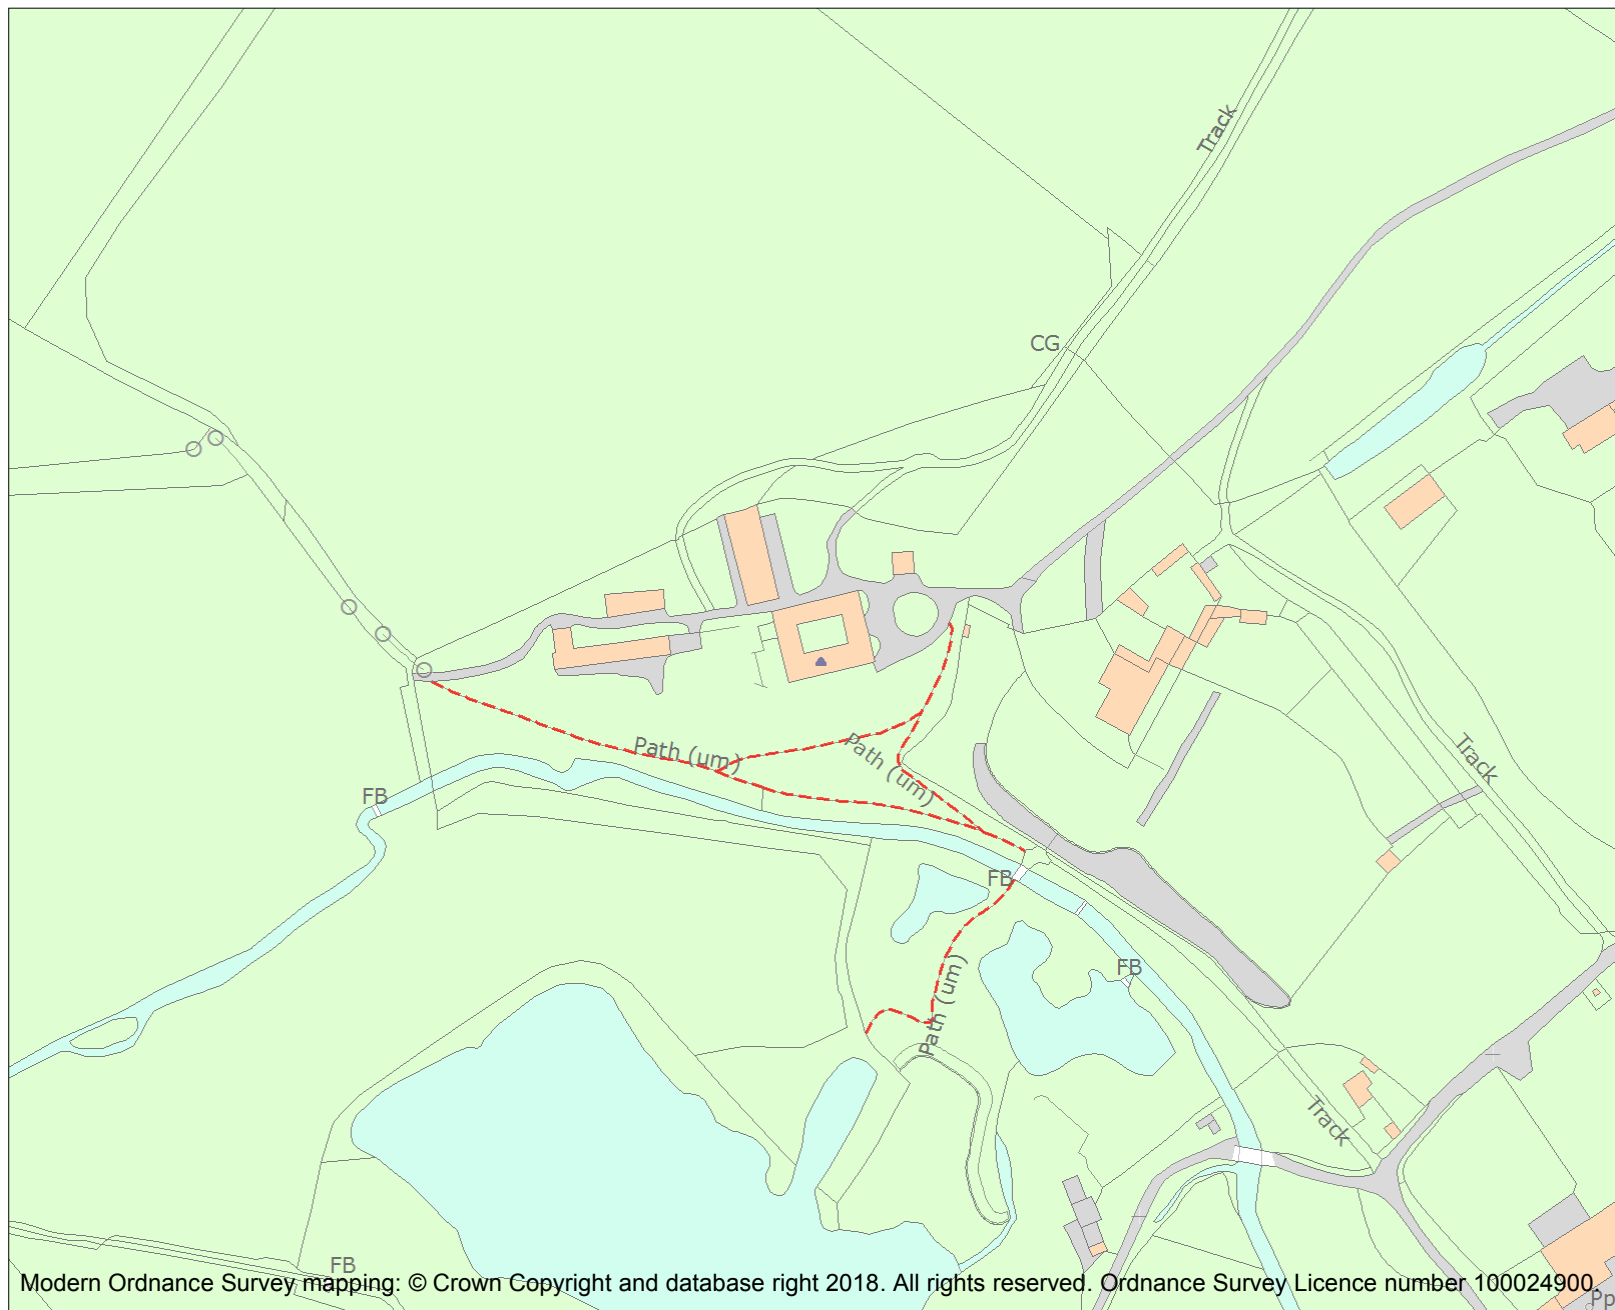 Track
CG
Path (um)
Path (um)
Track
FB
FB
Path (um)
FB
Track
FB
Modern Ordnance Survey mapping: © Crown Copyright and database right 2018. All rights reserved. Ordnance Survey Licence number 100024900.
Pp